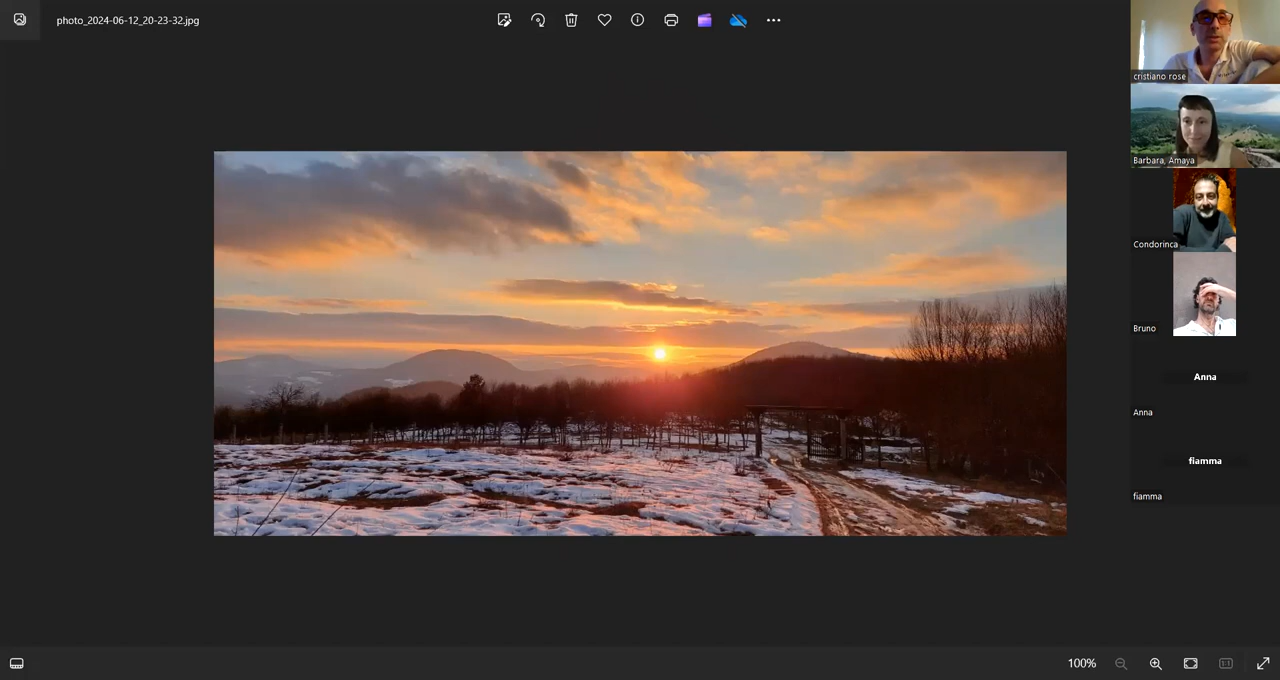 photo_2024-06-12_20-23-32.jpg
cristiano rose
Barbara, Amaya
Condorinca
Bruno
Anna
Anna
fiamma
fiamma
100%